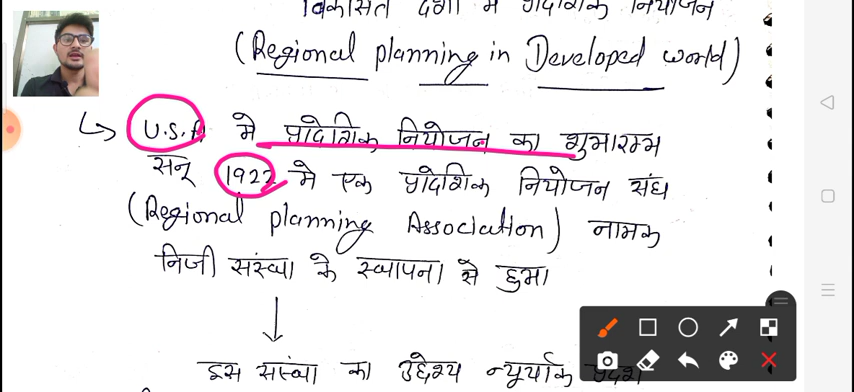 विकसित देशो मे प्रादेशिक नियोजन
(Regional planning in Developed world)
↳ U.S.A मे प्रादेशिक नियोजन का शुभारम्भ
सन् 1922 मे एक प्रादेशिक नियोजन संघ
(Regional planning Association) नामक
निजी संस्था के स्थापना से हुआ
↓
इस संस्था का उद्देश्य न्यूयार्क प्रदेश